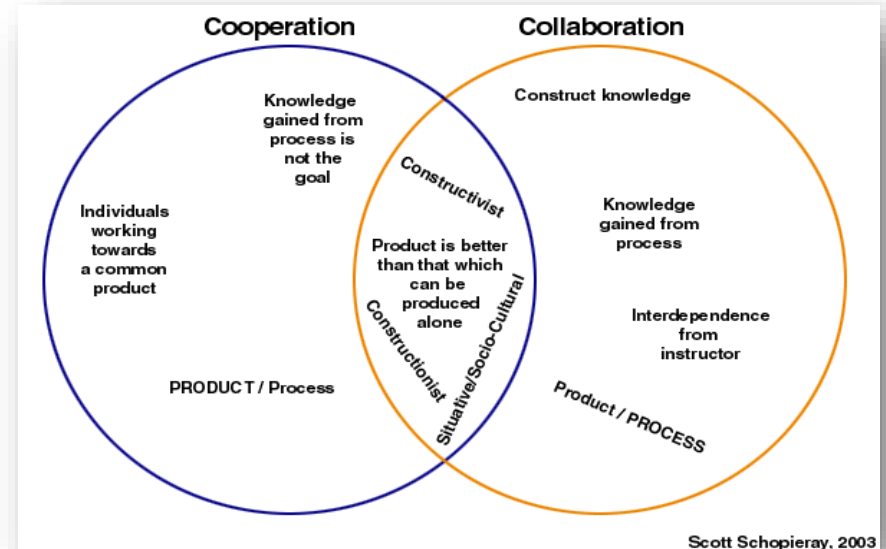 Cooperation
Collaboration
Knowledge
gained from
process is
not the
goal
Individuals
working
towards
a common
product
PRODUCT / Process
Constructivist
Product is better
than that which
can be
produced
alone
Constructionist
Situative/Socio-Cultural
Construct knowledge
Knowledge
gained from
process
Interdependence
from
instructor
Product / PROCESS
Scott Schopieray, 2003